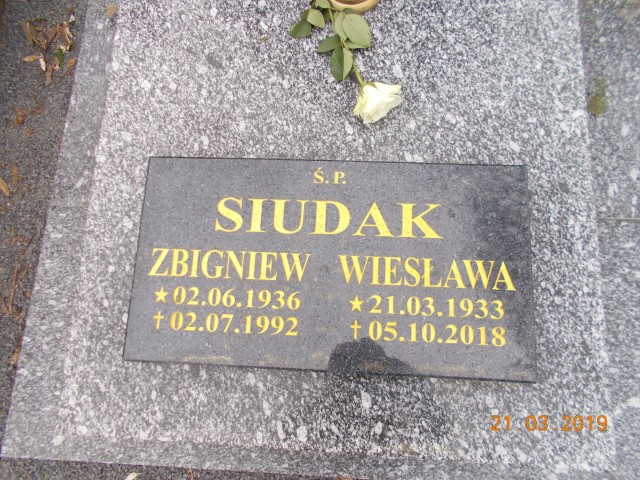 Ś.P.
SIUDAK
ZBIGNIEW WIESŁAWA
★02.06.1936 ★21.03.1933
†02.07.1992 †05.10.2018
21 03 2019